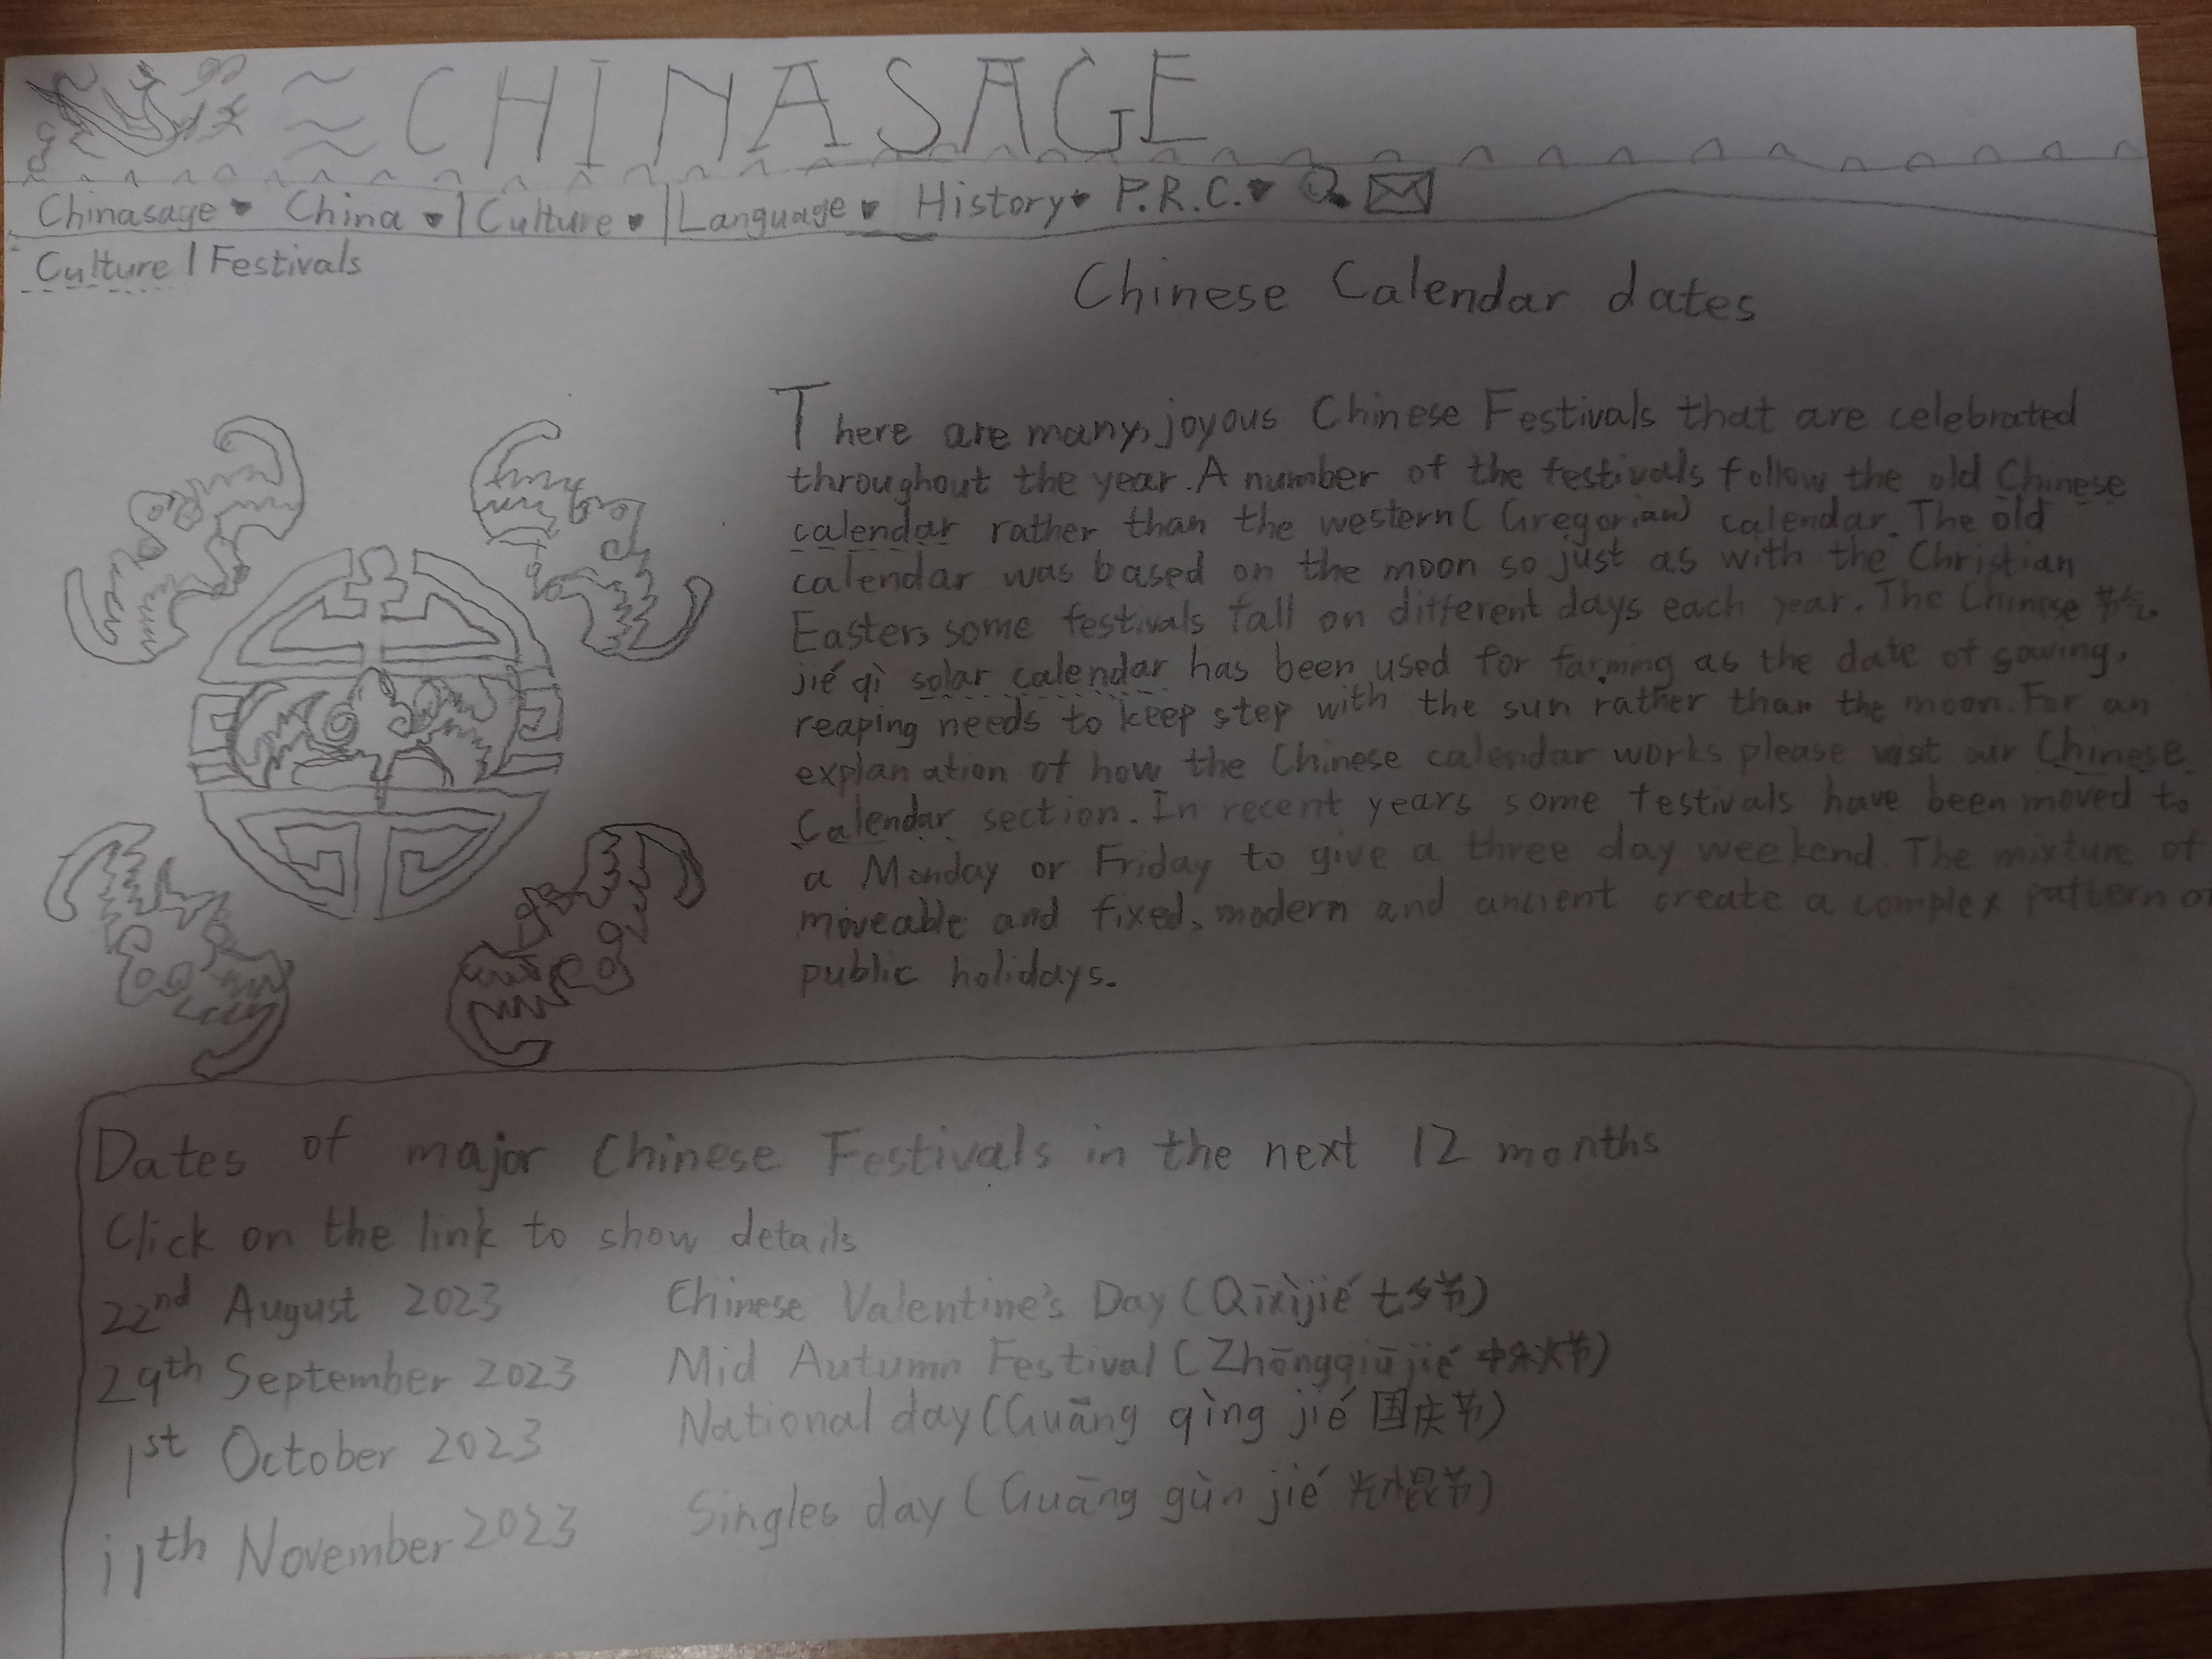 CHINASAGE
Chinasage China | Culture | Language History P.R.C.
Culture | Festivals
Chinese Calendar dates
There are many, joyous Chinese Festivals that are celebrated
throughout the year. A number of the festivals follow the old Chinese
calendar rather than the western (Gregorian) calendar. The old
calendar was based on the moon so just as with the Christian
Easter, some festivals fall on different days each year. The Chinese 节气
jié qì solar calendar has been used for farming as the date of sowing,
reaping needs to keep step with the sun rather than the moon. For an
explanation of how the Chinese calendar works please visit our Chinese
Calendar section. In recent years some festivals have been moved to
a Monday or Friday to give a three day weekend. The mixture of
moveable and fixed, modern and ancient create a complex pattern of
public holidays.
Dates of major Chinese Festivals in the next 12 months
Click on the link to show details
22nd August 2023 Chinese Valentine's Day (Qīxìjié 七夕节)
29th September 2023 Mid Autumn Festival (Zhōngqiūjié 中秋节)
1st October 2023 National day (Guāng qìng jié 国庆节)
11th November 2023 Singles day (Guāng gùn jié 光棍节)